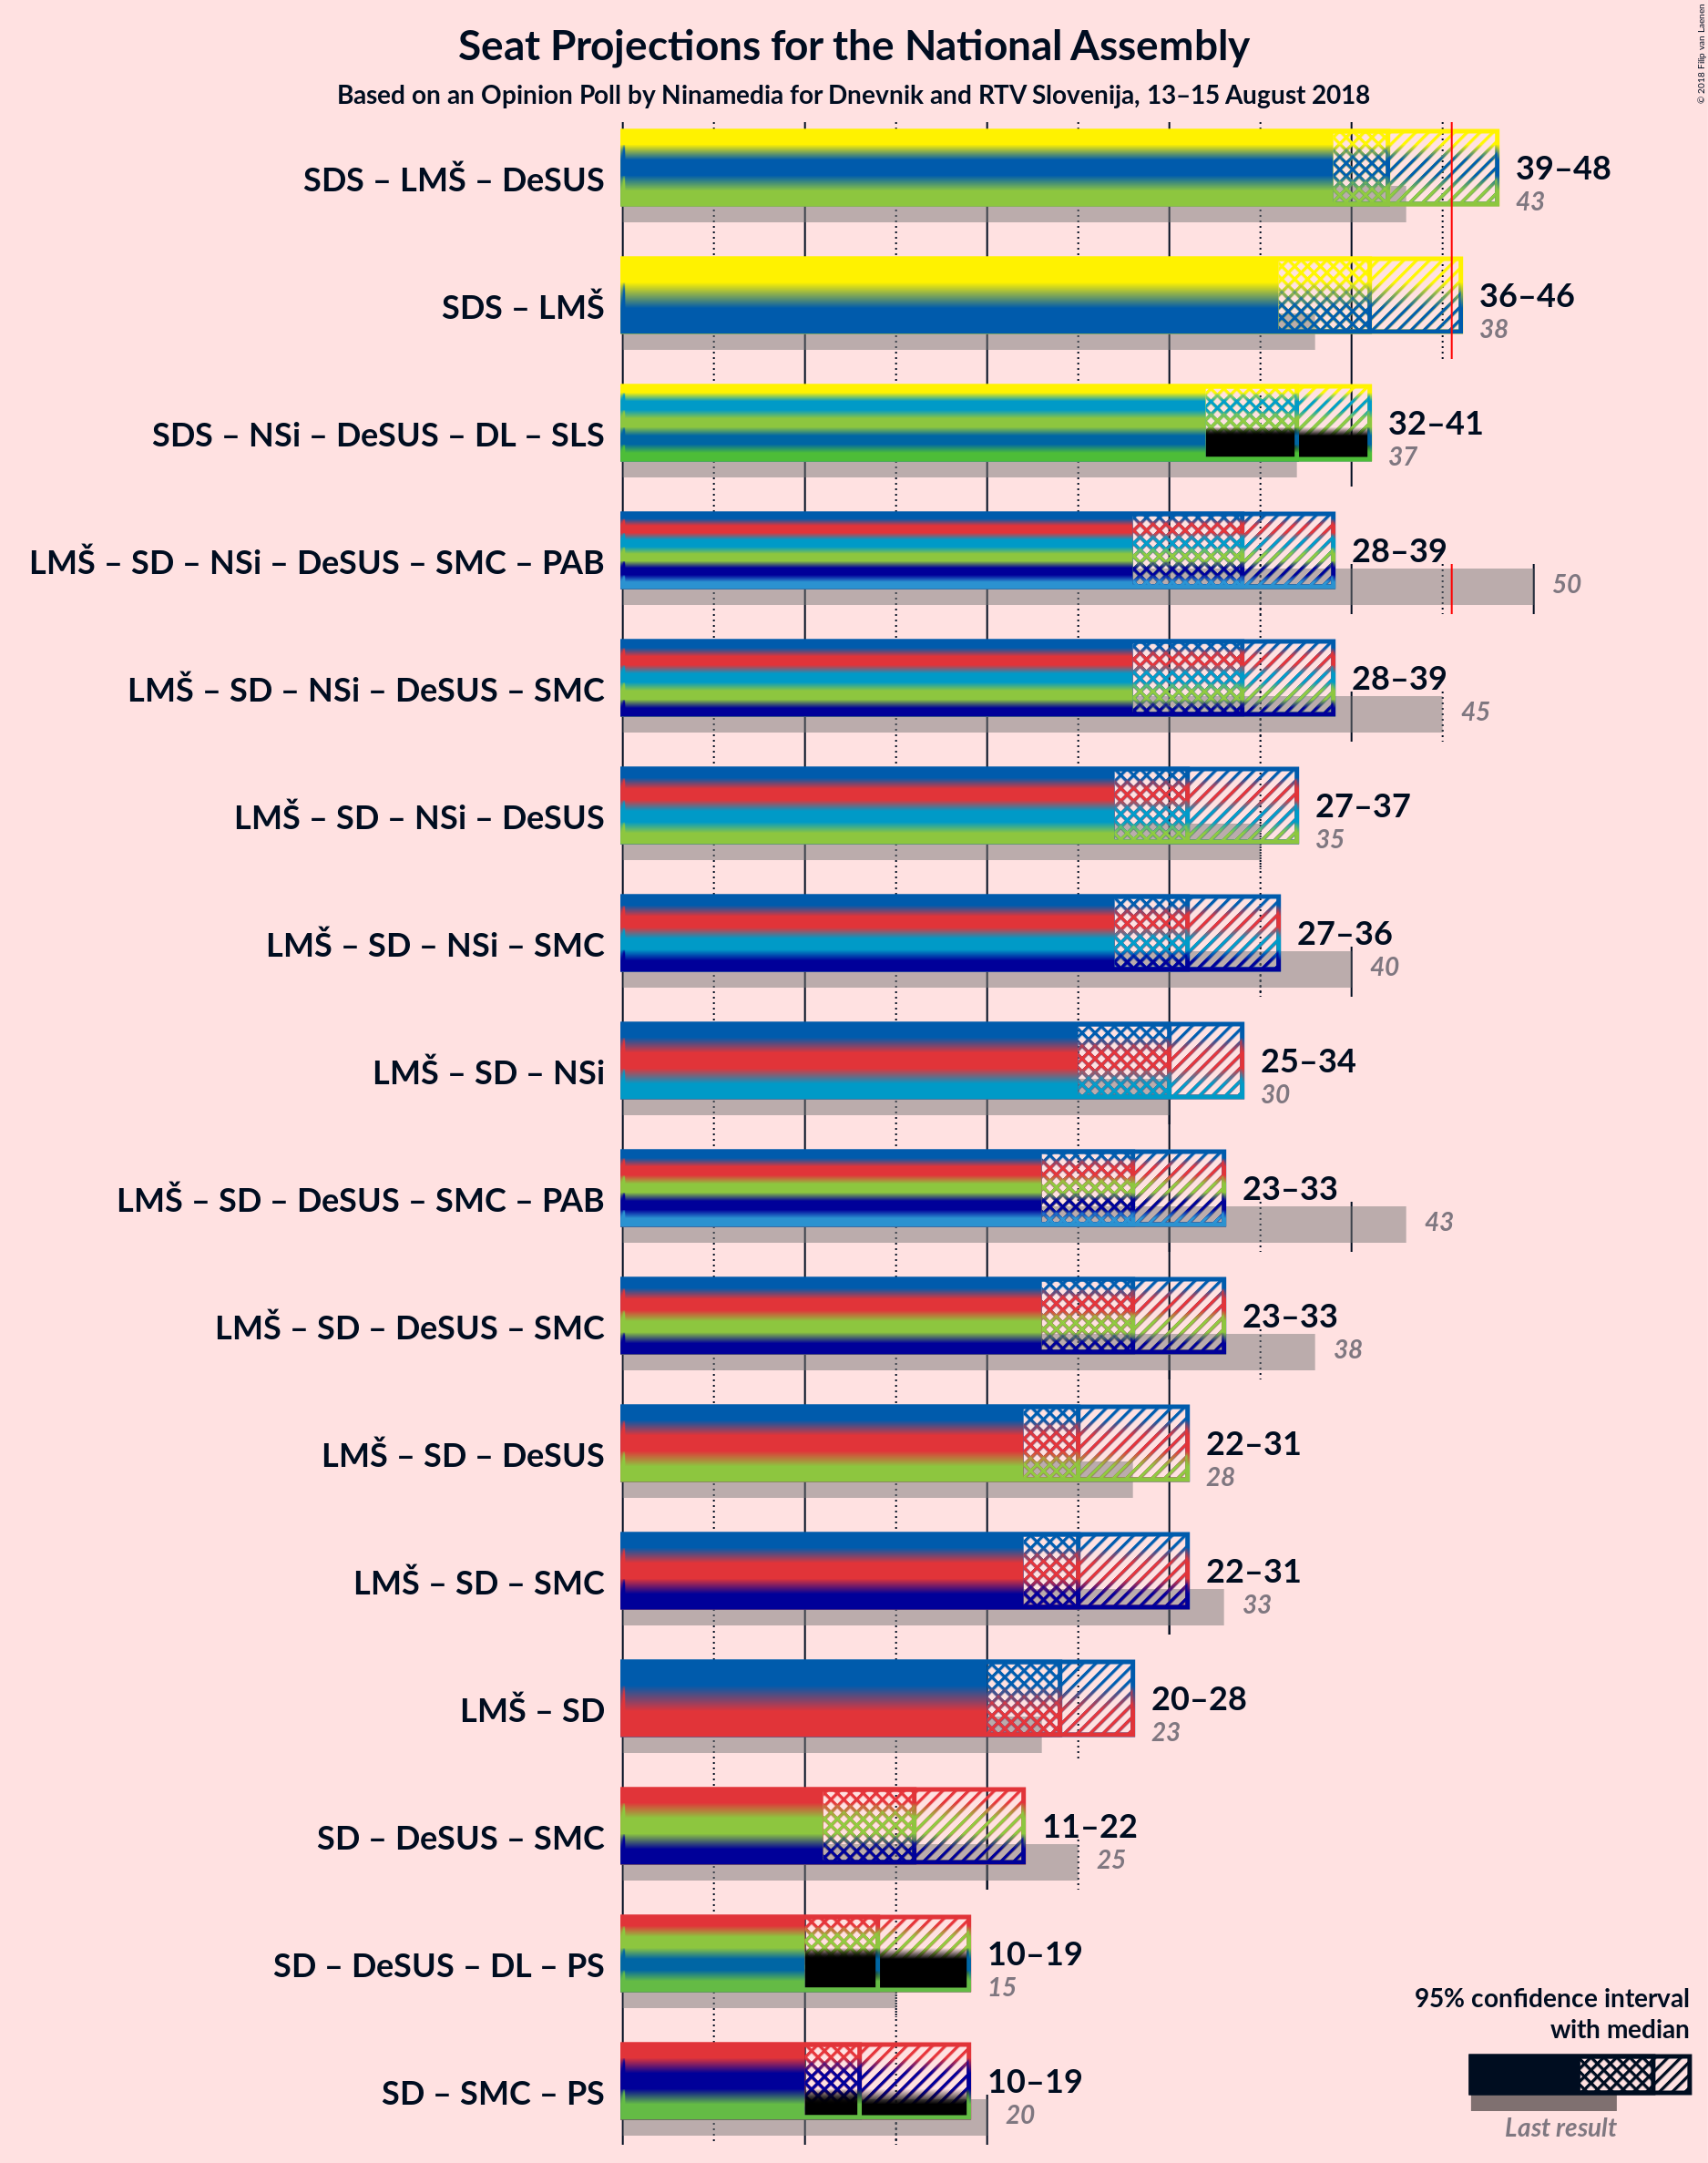 Seat Projections for the National Assembly
Based on an Opinion Poll by Ninamedia for Dnevnik and RTV Slovenija, 13–15 August 2018
© 2018 Filip van Laenen
SDS – LMŠ – DeSUS
39–48
43
SDS – LMŠ
36–46
38
SDS – NSi – DeSUS – DL – SLS
32–41
37
LMŠ – SD – NSi – DeSUS – SMC – PAB
28–39
50
LMŠ – SD – NSi – DeSUS – SMC
28–39
45
LMŠ – SD – NSi – DeSUS
27–37
35
LMŠ – SD – NSi – SMC
27–36
40
LMŠ – SD – NSi
25–34
30
LMŠ – SD – DeSUS – SMC – PAB
23–33
43
LMŠ – SD – DeSUS – SMC
23–33
38
LMŠ – SD – DeSUS
22–31
28
LMŠ – SD – SMC
22–31
33
LMŠ – SD
20–28
23
SD – DeSUS – SMC
11–22
25
SD – DeSUS – DL – PS
10–19
15
SD – SMC – PS
10–19
20
95% confidence interval
with median
Last result